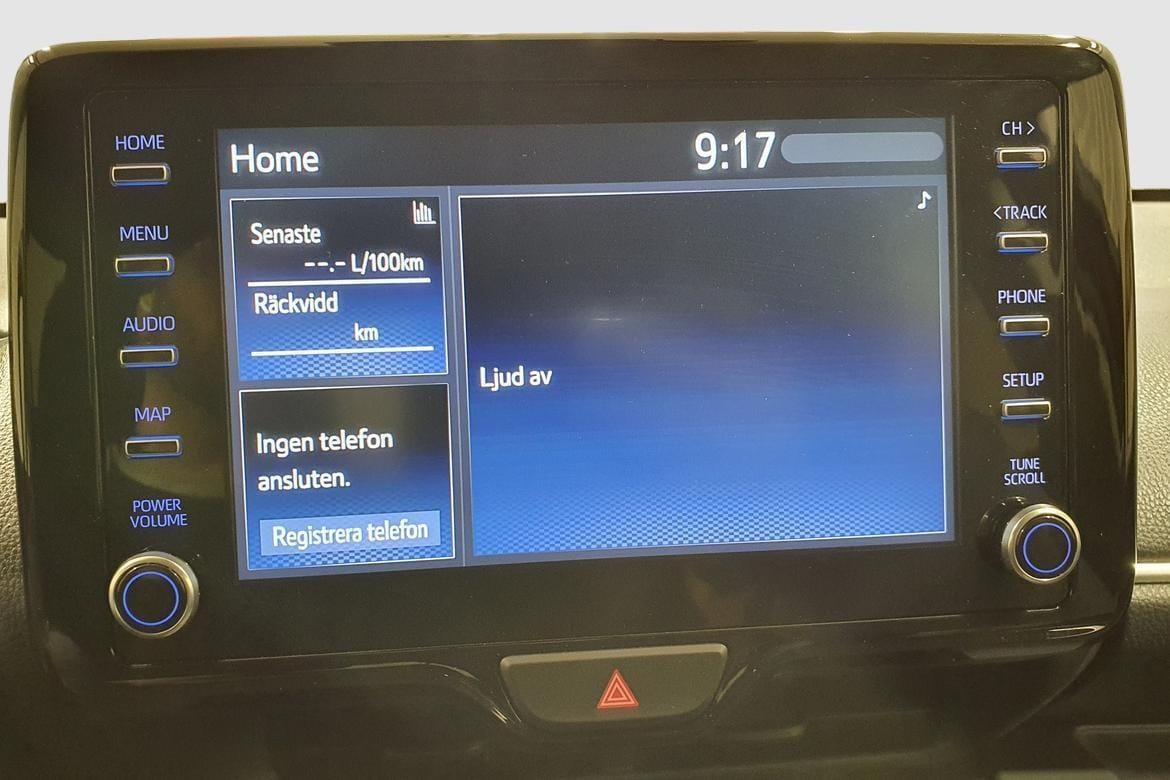 HOME
MENU
AUDIO
MAP
POWER
VOLUME
Home
9:17
Senaste
--.- L/100km
Räckvidd
km
Ingen telefon
ansluten.
Registrera telefon
Ljud av
CH >
<TRACK
PHONE
SETUP
TUNE
SCROLL